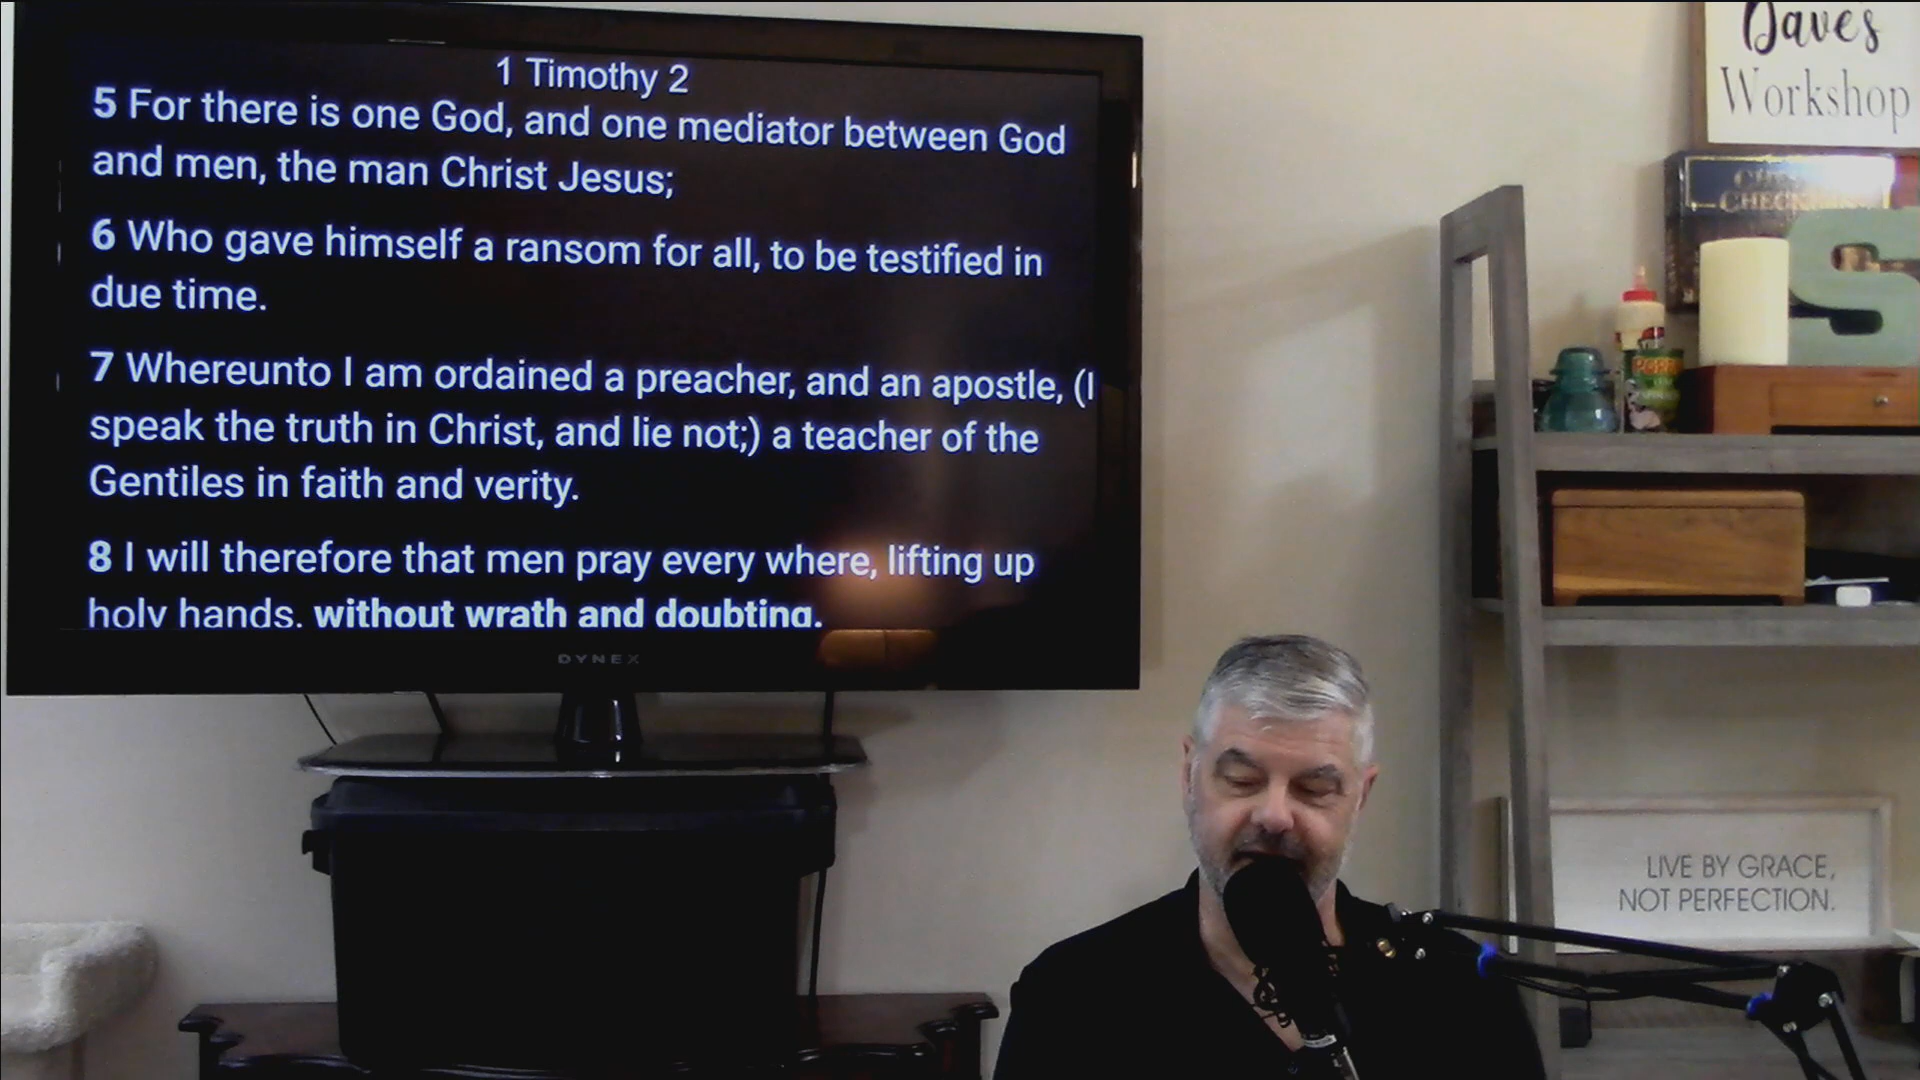 1 Timothy 2
5 For there is one God, and one mediator between God
and men, the man Christ Jesus;
6 Who gave himself a ransom for all, to be testified in
due time.
7 Whereunto I am ordained a preacher, and an apostle, (I
speak the truth in Christ, and lie not;) a teacher of the
Gentiles in faith and verity.
8 I will therefore that men pray every where, lifting up
holy hands, without wrath and doubting.
DYNEX
Dave's
Workshop
S
LIVE BY GRACE,
NOT PERFECTION.